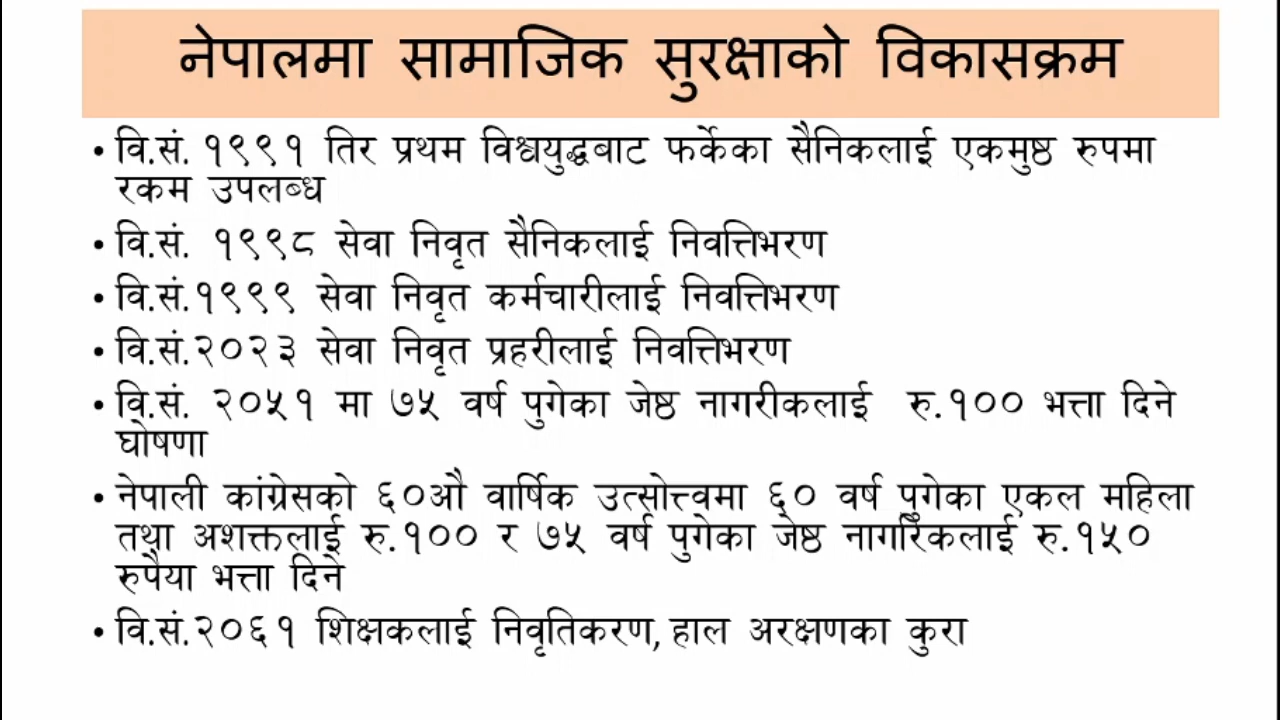 नेपालमा सामाजिक सुरक्षाको विकासक्रम
• वि.सं. १९९१ तिर प्रथम विश्वयुद्धबाट फर्केका सैनिकलाई एकमुष्ठ रुपमा
रकम उपलब्ध
• वि.सं. १९९८ सेवा निवृत सैनिकलाई निवत्तिभरण
• वि.सं.१९९९ सेवा निवृत कर्मचारीलाई निवत्तिभरण
• वि.सं.२०२३ सेवा निवृत प्रहरीलाई निवत्तिभरण
• वि.सं. २०५१ मा ७५ वर्ष पुगेका जेष्ठ नागरीकलाई रु.१०० भत्ता दिने
घोषणा
• नेपाली कांग्रेसको ६०औ वार्षिक उत्सोत्त्वमा ६० वर्ष पुगेका एकल महिला
तथा अशक्तलाई रु.१०० र ७५ वर्ष पुगेका जेष्ठ नागरिकलाई रु.१५०
रुपैया भत्ता दिने
• वि.सं.२०६१ शिक्षकलाई निवृतिकरण, हाल अरक्षणका कुरा